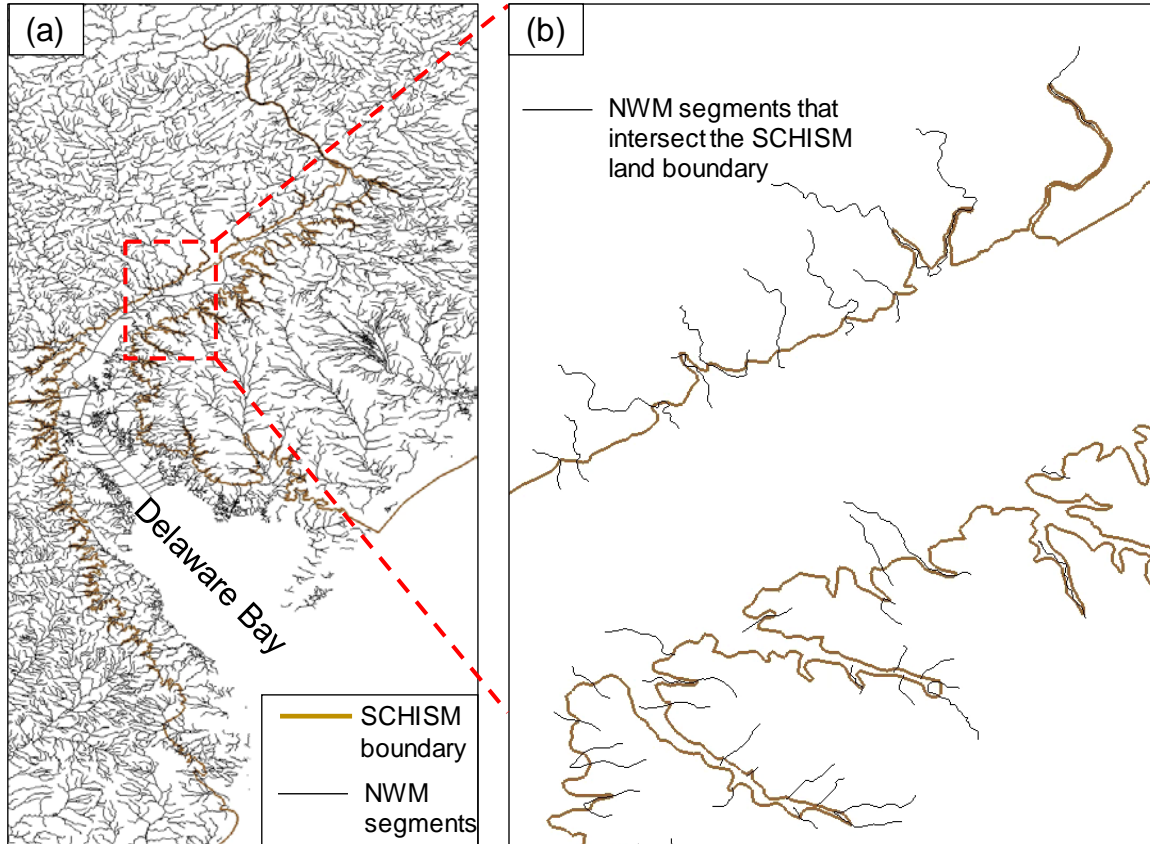 (a)
Delaware Bay
SCHISM
boundary
NWM
segments
(b)
NWM segments that
intersect the SCHISM
land boundary